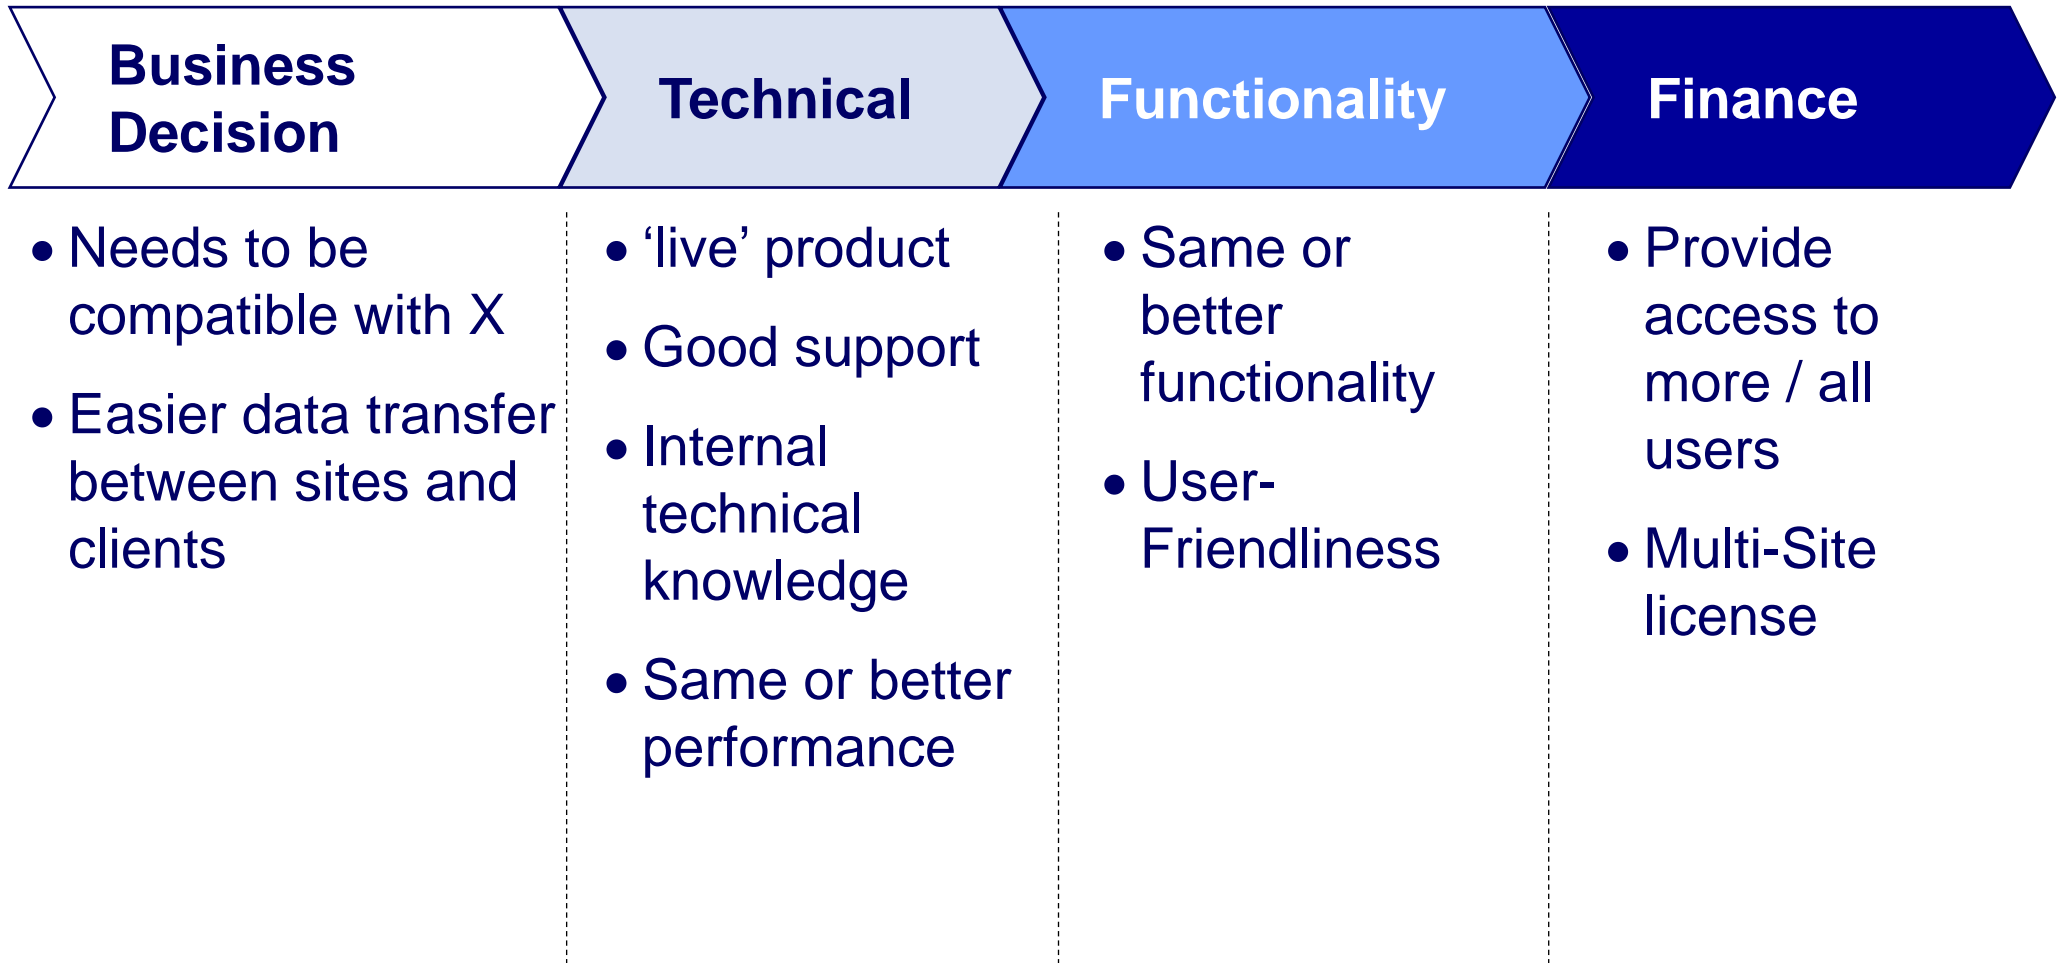 Business
Decision
Technical
Functionality
Finance
• Needs to be
compatible with X
• Easier data transfer
between sites and
clients
• ‘live’ product
• Good support
• Internal
technical
knowledge
• Same or better
performance
• Same or
better
functionality
• User-
Friendliness
• Provide
access to
more / all
users
• Multi-Site
license